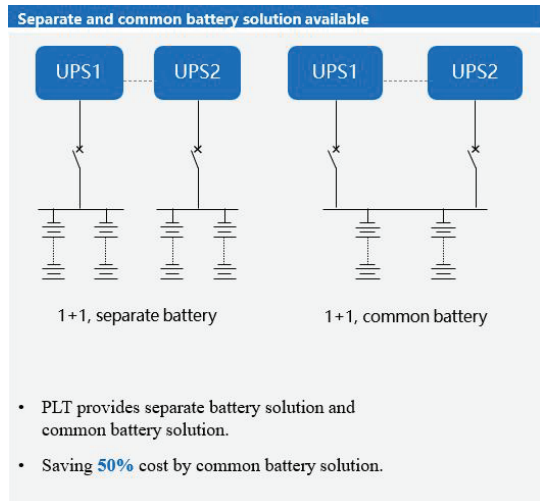 Separate and common battery solution available
UPS1 UPS2 UPS1 UPS2
1+1, separate battery 1+1, common battery
• PLT provides separate battery solution and
common battery solution.
• Saving 50% cost by common battery solution.